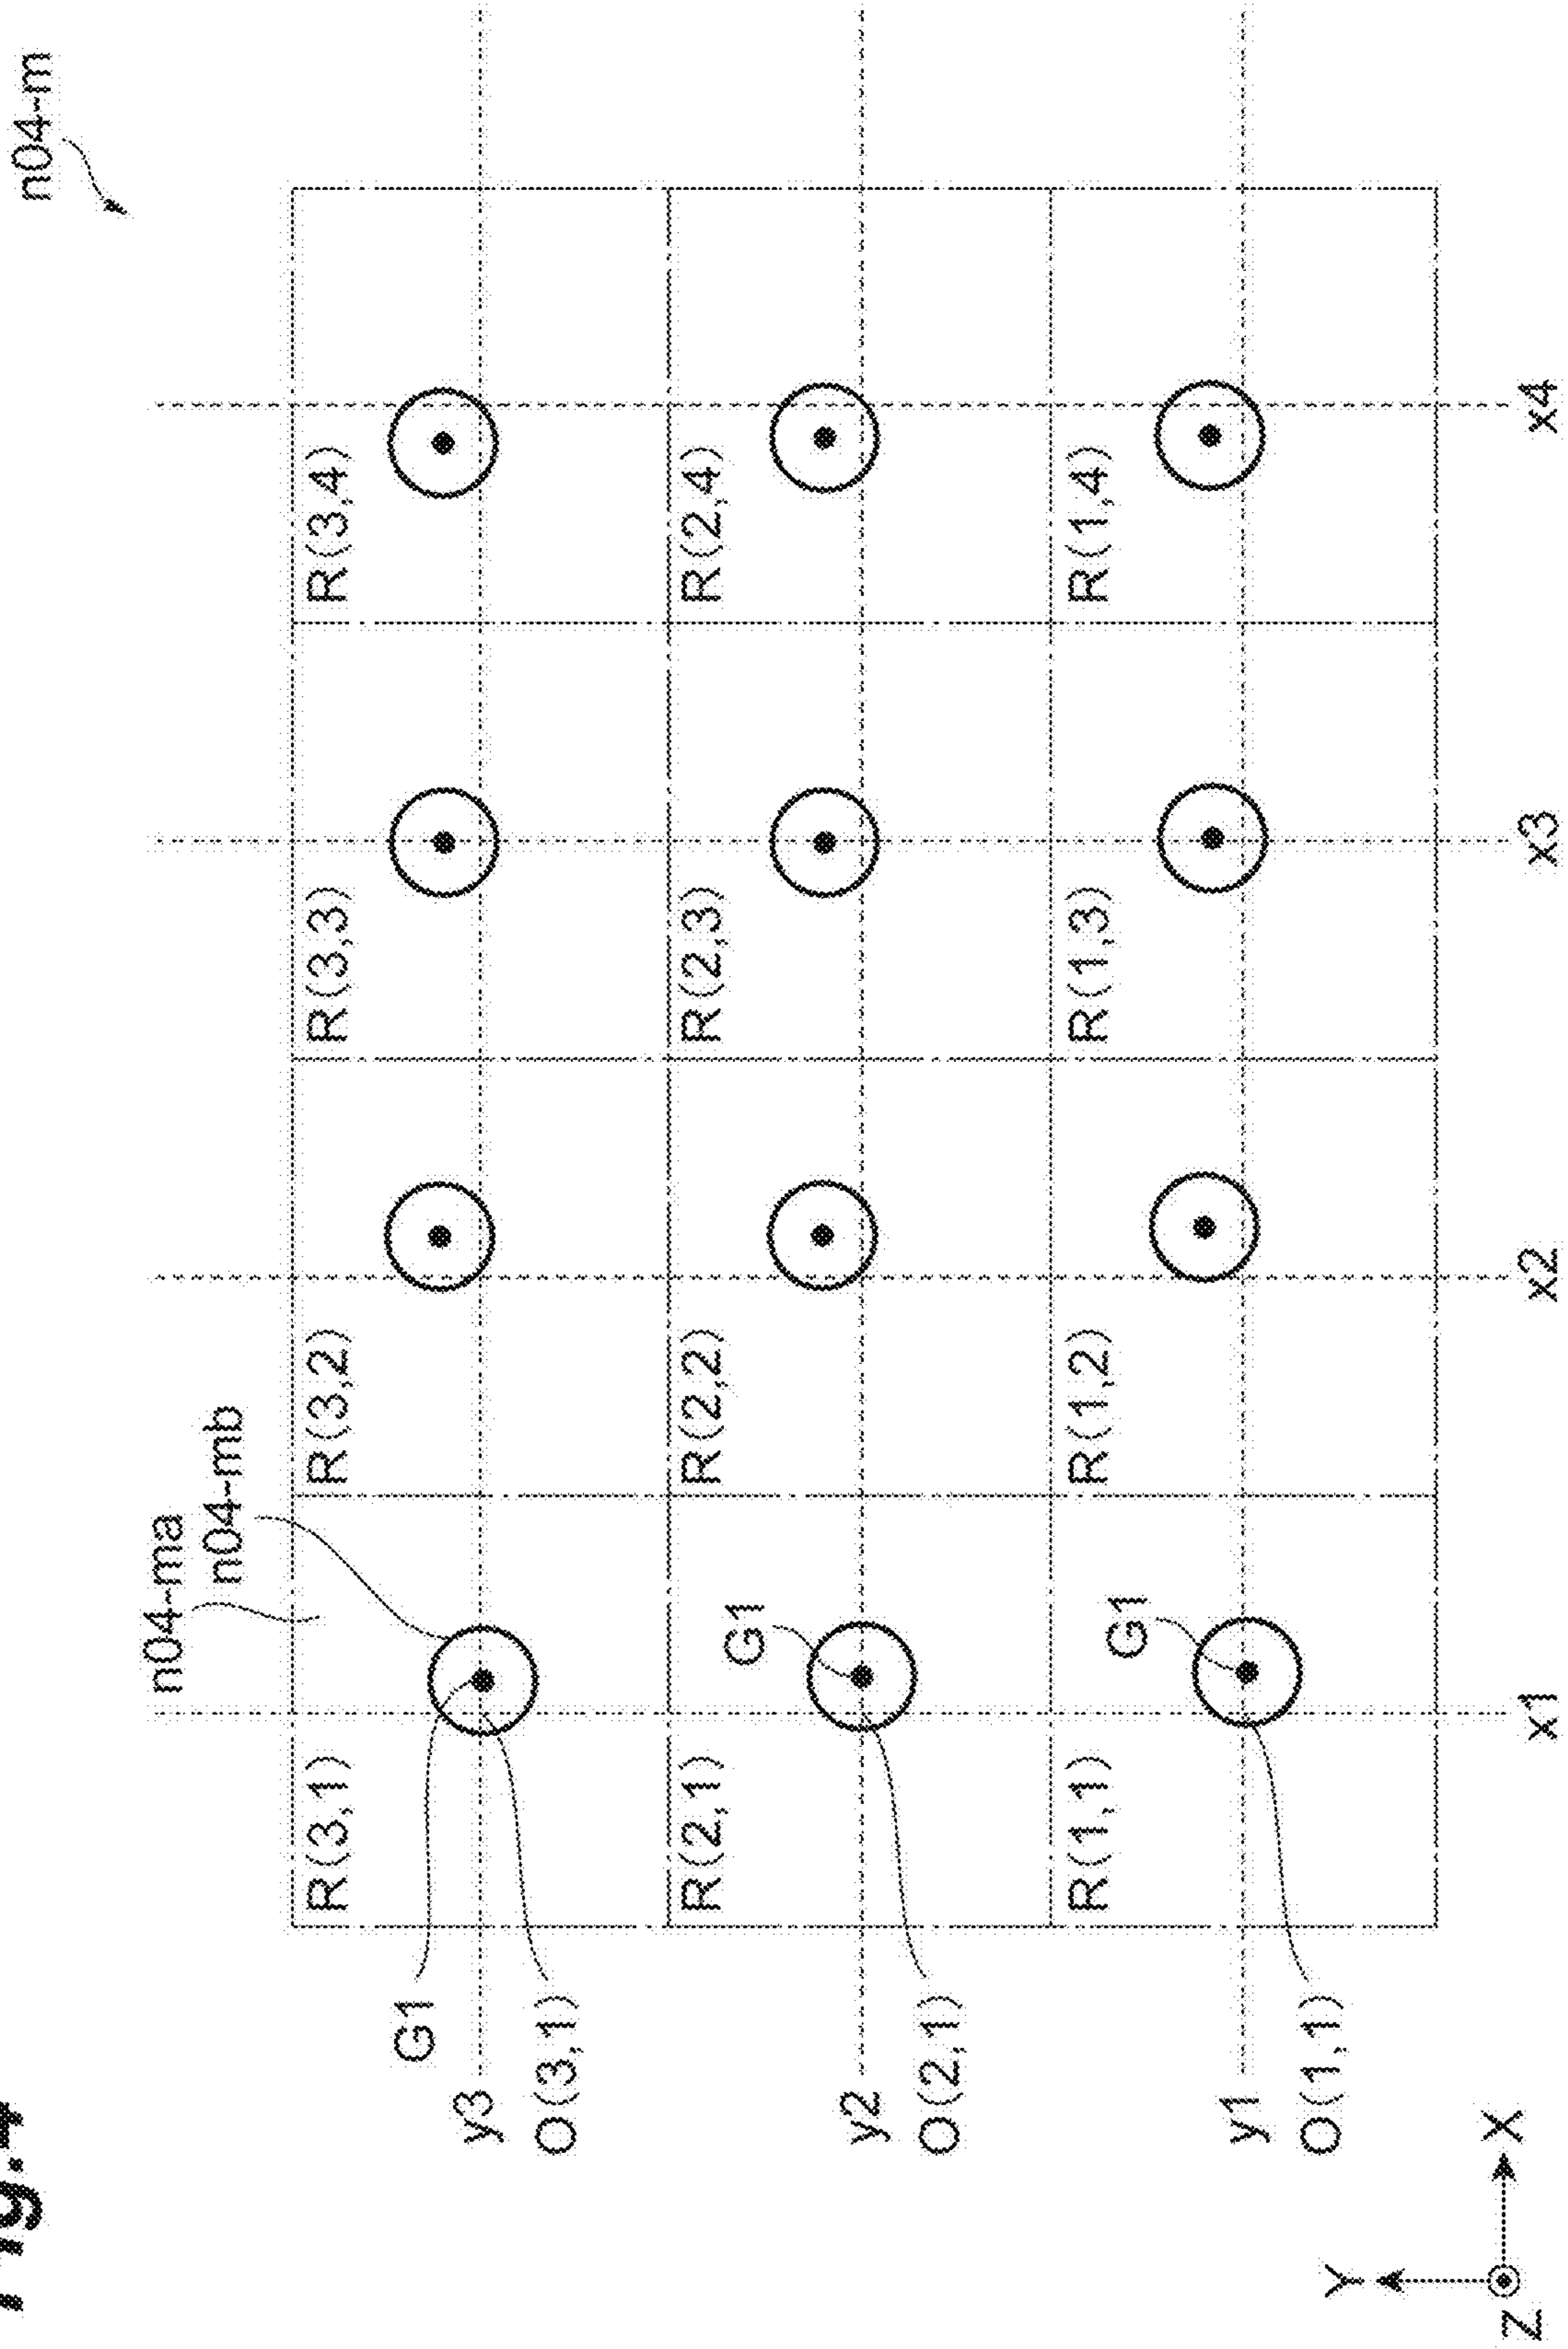 Fig.4
n04-m
n04-ma
n04-mb
R(3,1) R(3,2) R(3,3) R(3,4)
G1
y3
O(3,1)
R(2,1) R(2,2) R(2,3) R(2,4)
G1
y2
O(2,1)
R(1,1) R(1,2) R(1,3) R(1,4)
G1
y1
O(1,1)
Y
X
Z
x1 x2 x3 x4